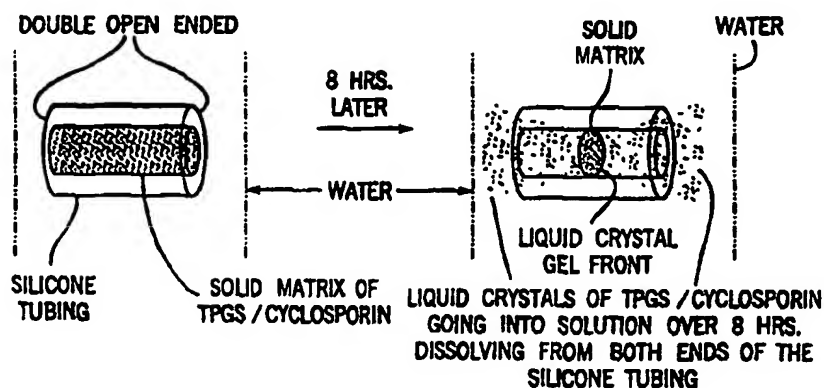 DOUBLE OPEN ENDED
8 HRS.
LATER
WATER
SILICONE
TUBING
SOLID MATRIX OF
TPGS / CYCLOSPORIN
SOLID
MATRIX
WATER
LIQUID CRYSTAL
GEL FRONT
LIQUID CRYSTALS OF TPGS / CYCLOSPORIN
GOING INTO SOLUTION OVER 8 HRS.
DISSOLVING FROM BOTH ENDS OF THE
SILICONE TUBING